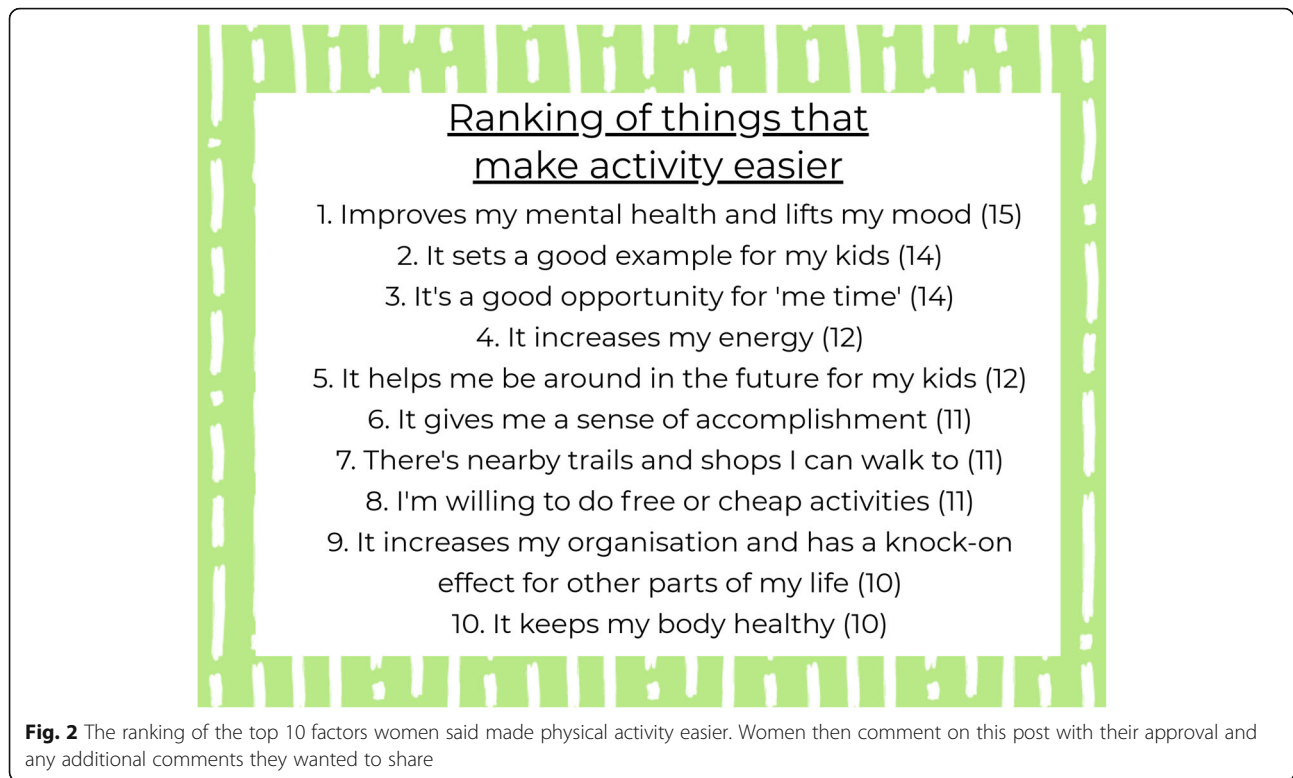 Ranking of things that
make activity easier
1. Improves my mental health and lifts my mood (15)
2. It sets a good example for my kids (14)
3. It's a good opportunity for 'me time' (14)
4. It increases my energy (12)
5. It helps me be around in the future for my kids (12)
6. It gives me a sense of accomplishment (11)
7. There's nearby trails and shops I can walk to (11)
8. I'm willing to do free or cheap activities (11)
9. It increases my organisation and has a knock-on
effect for other parts of my life (10)
10. It keeps my body healthy (10)
Fig. 2 The ranking of the top 10 factors women said made physical activity easier. Women then comment on this post with their approval and
any additional comments they wanted to share